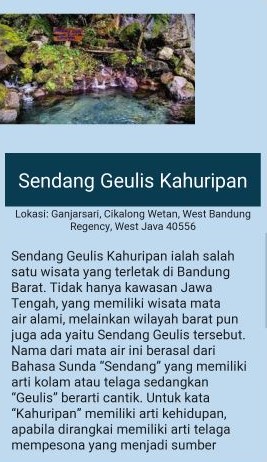 Sendang Geulis Kahuripan
Lokasi: Ganjarsari, Cikalong Wetan, West Bandung
Regency, West Java 40556
Sendang Geulis Kahuripan ialah salah
satu wisata yang terletak di Bandung
Barat. Tidak hanya kawasan Jawa
Tengah, yang memiliki wisata mata
air alami, melainkan wilayah barat pun
juga ada yaitu Sendang Geulis tersebut.
Nama dari mata air ini berasal dari
Bahasa Sunda “Sendang” yang memiliki
arti kolam atau telaga sedangkan
“Geulis” berarti cantik. Untuk kata
“Kahuripan” memiliki arti kehidupan,
apabila dirangkai memiliki arti telaga
mempesona yang menjadi sumber